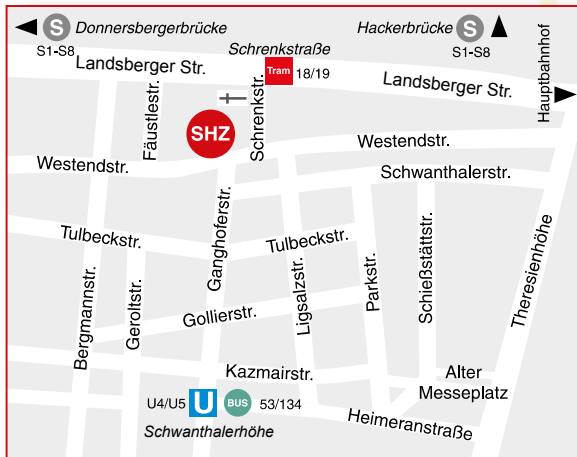 S
Donnersbergerbrücke
S1-S8
Hackerbrücke
S
S1-S8
Schrenkstraße
Tram 18/19
Landsberger Str.
Landsberger Str.
Hauptbahnhof
Fäustlestr.
SHZ
Schrenkstr.
Westendstr.
Westendstr.
Schwanthalerstr.
Tulbeckstr.
Ganghoferstr.
Tulbeckstr.
Ligsalzstr.
Parkstr.
Schießstättstr.
Theresienhöhe
Bergmannstr.
Geroltstr.
Gollierstr.
Kazmairstr.
Alter
Messeplatz
U4/U5 U BUS 53/134
Heimeranstraße
Schwanthalerhöhe